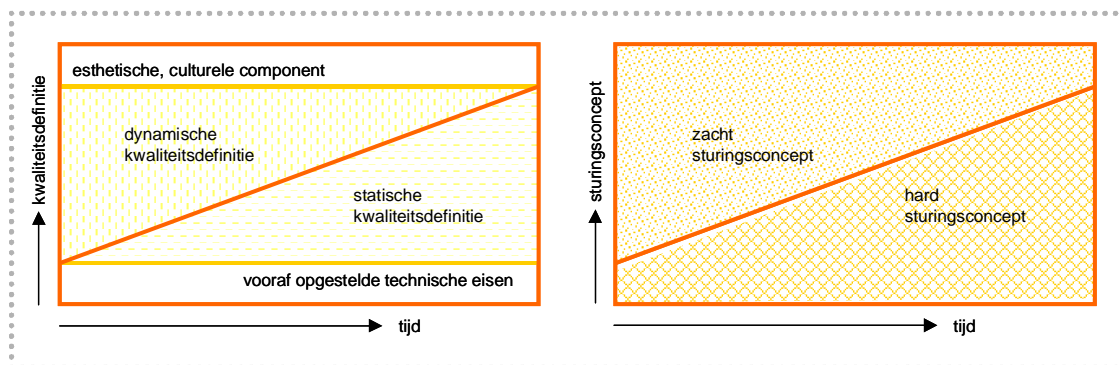 kwaliteitsdefinitie
esthetische, culturele component
dynamische
kwaliteitsdefinitie
statische
kwaliteitsdefinitie
vooraf opgestelde technische eisen
tijd
sturingsconcept
zacht
sturingsconcept
hard
sturingsconcept
tijd